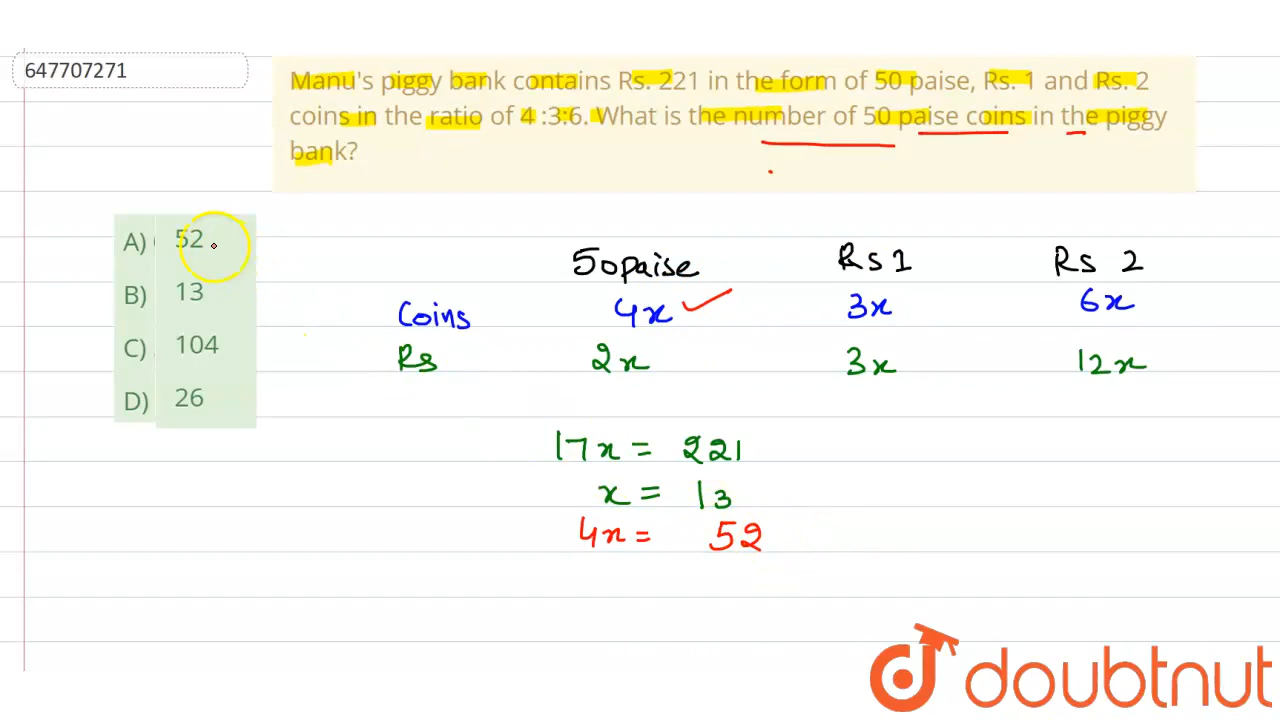 647707271
Manu's piggy bank contains Rs. 221 in the form of 50 paise, Rs. 1 and Rs. 2
coins in the ratio of 4 :3:6. What is the number of 50 paise coins in the piggy
bank?
A) 52
B) 13
C) 104
D) 26
50paise Rs 1 Rs 2
Coins 4x 3x 6x
Rs 2x 3x 12x
17x = 221
x = 13
4x = 52
doubtnut